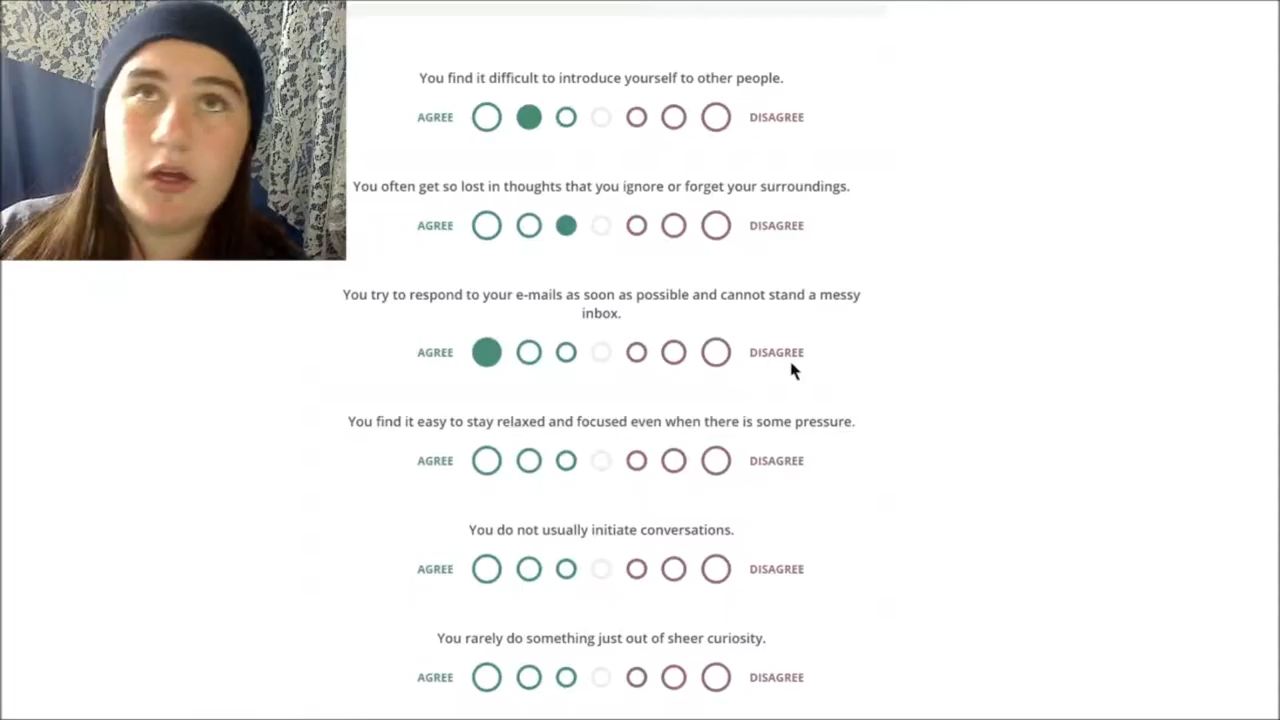 You find it difficult to introduce yourself to other people.
AGREE DISAGREE
You often get so lost in thoughts that you ignore or forget your surroundings.
AGREE DISAGREE
You try to respond to your e-mails as soon as possible and cannot stand a messy
inbox.
AGREE DISAGREE
You find it easy to stay relaxed and focused even when there is some pressure.
AGREE DISAGREE
You do not usually initiate conversations.
AGREE DISAGREE
You rarely do something just out of sheer curiosity.
AGREE DISAGREE